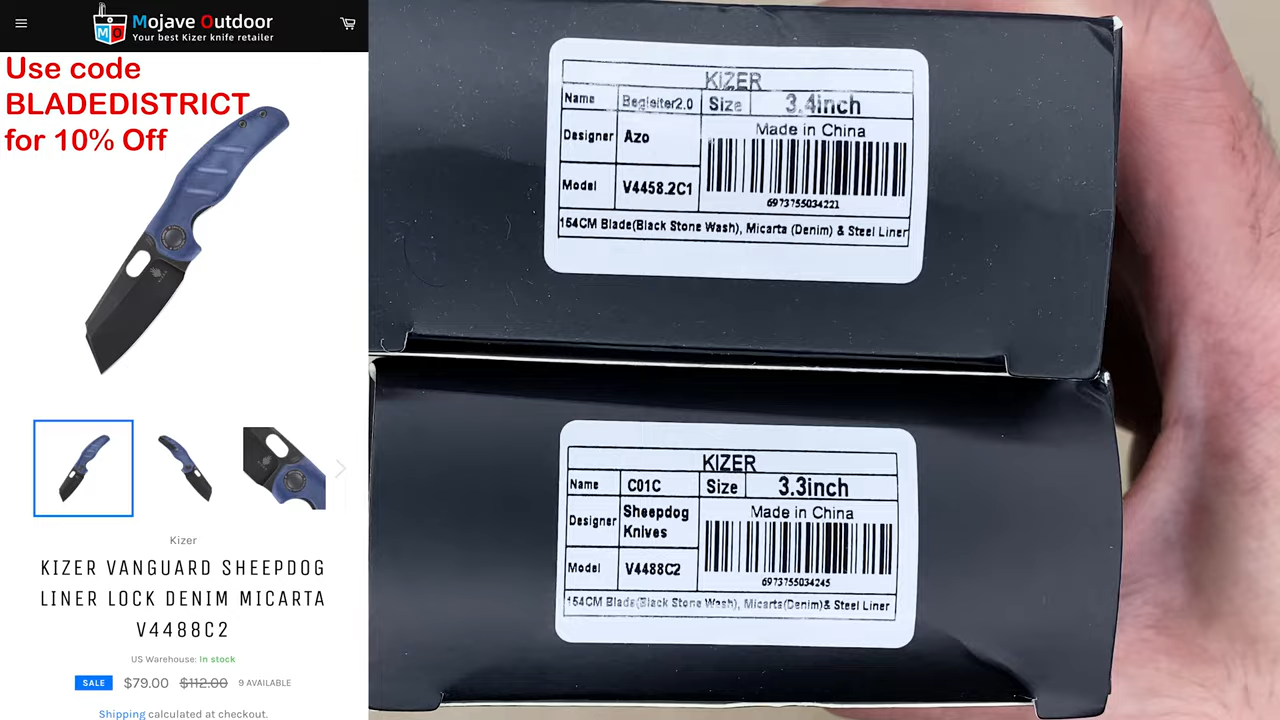 Mojave Outdoor
Your best Kizer knife retailer
MO
Use code
BLADEDISTRICT
for 10% Off
Kizer
KIZER VANGUARD SHEEPDOG
LINER LOCK DENIM MICARTA
V4488C2
US Warehouse: In stock
SALE $79.00 $112.00 9 AVAILABLE
Shipping calculated at checkout.
KIZER
Name Begleiter2.0 Size 3.4inch
Designer Azo
Made in China
Model V4458.2C1
6973755034221
154CM Blade(Black Stone Wash), Micarta (Denim) & Steel Liner
KIZER
Name C01C Size 3.3inch
Designer Sheepdog
Knives
Made in China
Model V4488C2
6973755034245
154CM Blade(Black Stone Wash), Micarta(Denim)& Steel Liner